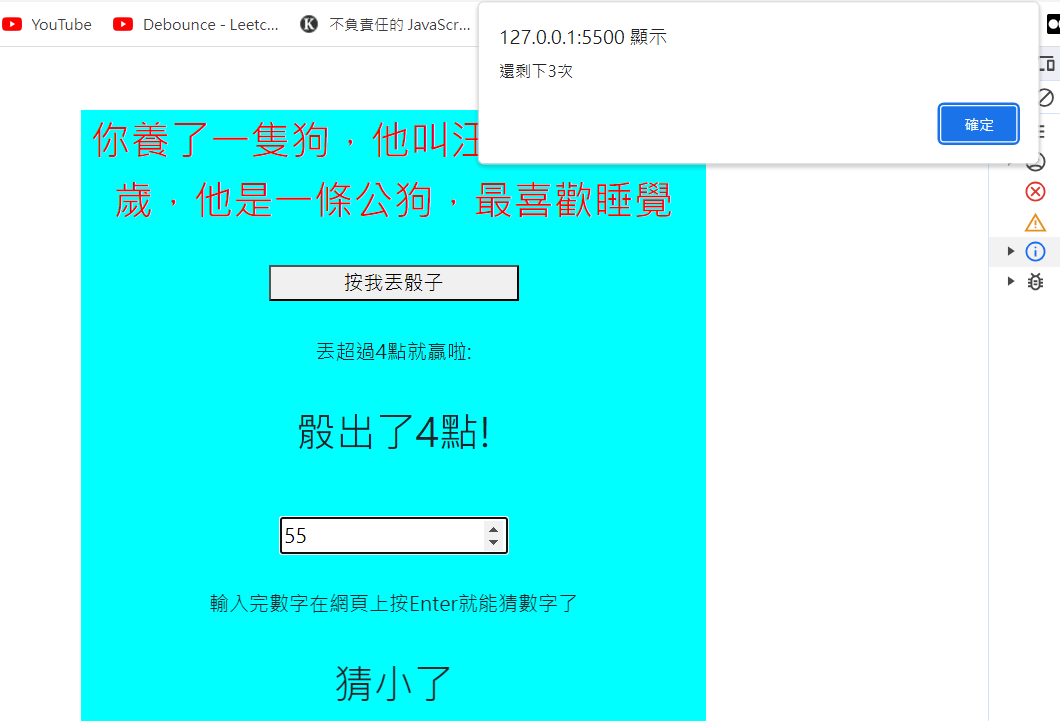 YouTube
Debounce - Leetc...
不負責任的 JavaScr...
127.0.0.1:5500 顯示
還剩下3次
確定
你養了一隻狗，他叫汪
歲，他是一條公狗，最喜歡睡覺
按我丟骰子
丟超過4點就贏啦:
骰出了4點!
55
輸入完數字在網頁上按Enter就能猜數字了
猜小了